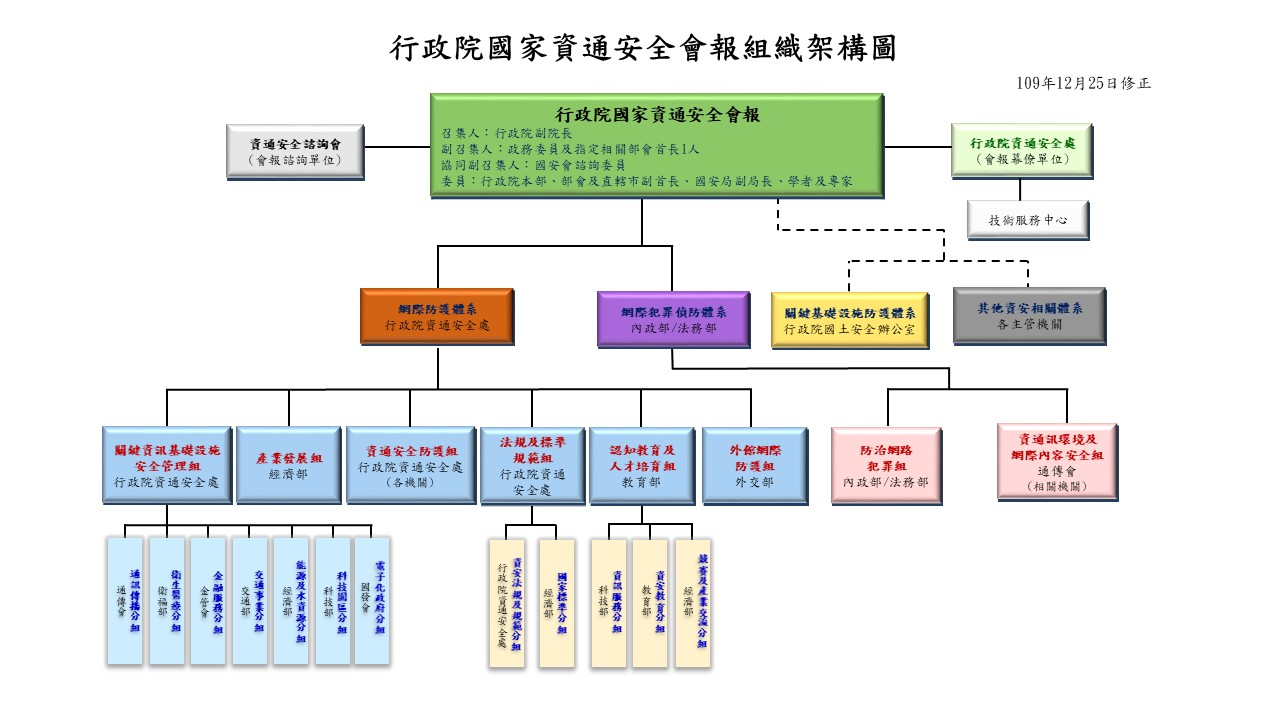 行政院國家資通安全會報組織架構圖
109年12月25日修正
行政院國家資通安全會報
召集人：行政院副院長
副召集人：政務委員及指定相關部會首長1人
協同副召集人：國安會諮詢委員
委員：行政院本部、部會及直轄市副首長、國安局副局長、學者及專家
資通安全諮詢會
(會報諮詢單位)
行政院資通安全處
(會報幕僚單位)
技術服務中心
網際防護體系
行政院資通安全處
網際犯罪偵防體系
內政部/法務部
關鍵基礎設施防護體系
行政院國土安全辦公室
其他資安相關體系
各主管機關
關鍵資訊基礎設施
安全管理組
行政院資通安全處
產業發展組
經濟部
資通安全防護組
行政院資通安全處
(各機關)
法規及標準
規範組
行政院資通
安全處
認知教育及
人才培育組
教育部
外館網際
防護組
外交部
防治網路
犯罪組
內政部/法務部
資通訊環境及
網際內容安全組
通傳會
(相關機關)
通訊傳播分組
通傳會
衛生醫療分組
衛福部
金融服務分組
金管會
交通事業分組
交通部
能源及水資源分組
經濟部
科技園區分組
科技部
電子化政府分組
國發會
資安法規及規範分組
行政院資通安全處
國家標準分組
經濟部
資訊服務分組
科技部
資安教育分組
教育部
競賽及產業交流分組
經濟部